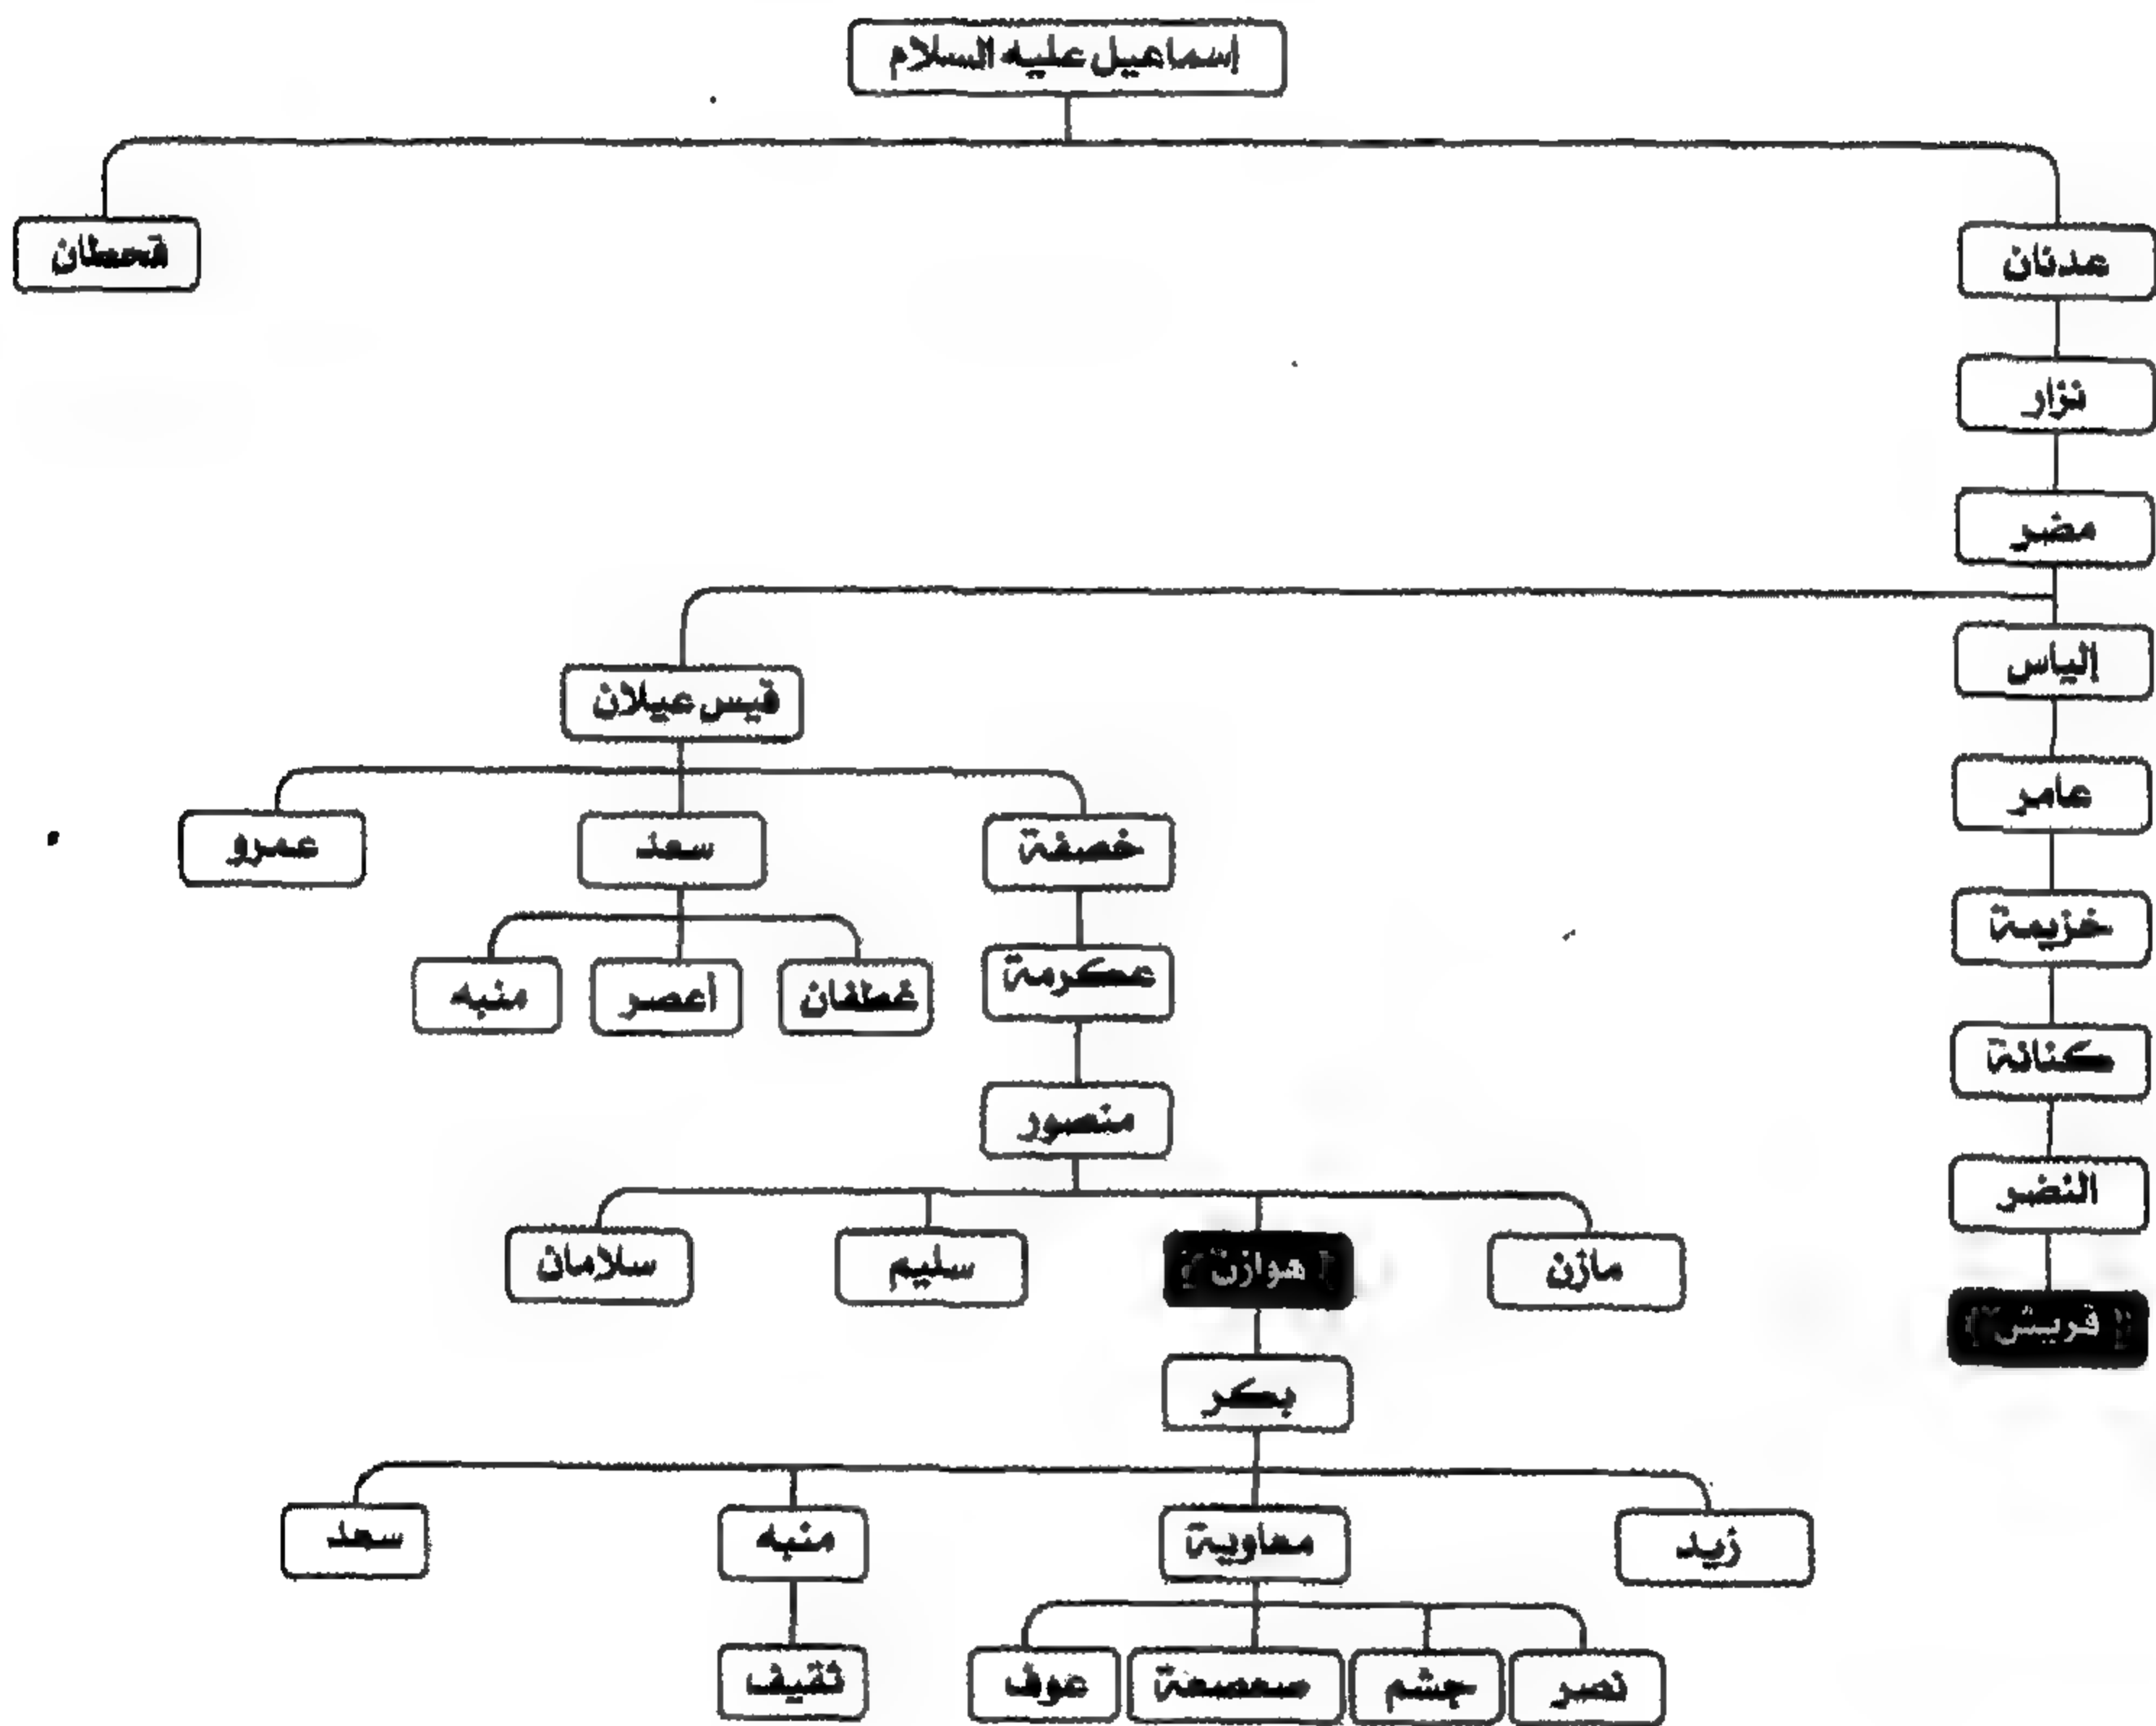 إسماعيل عليه السلام
عدنان
قحطان
نزار
مضر
إلياس
قيس عيلان
عامر
خصفة
سعد
عمرو
خزيمة
عكرمة
غطفان
أعصر
منبه
كنانة
منصور
النضر
مازن
هوازن
سليم
سلامان
قريش
بكر
زيد
معاوية
منبه
سعد
نصر
جشم
صعصعة
عوف
ثقيف